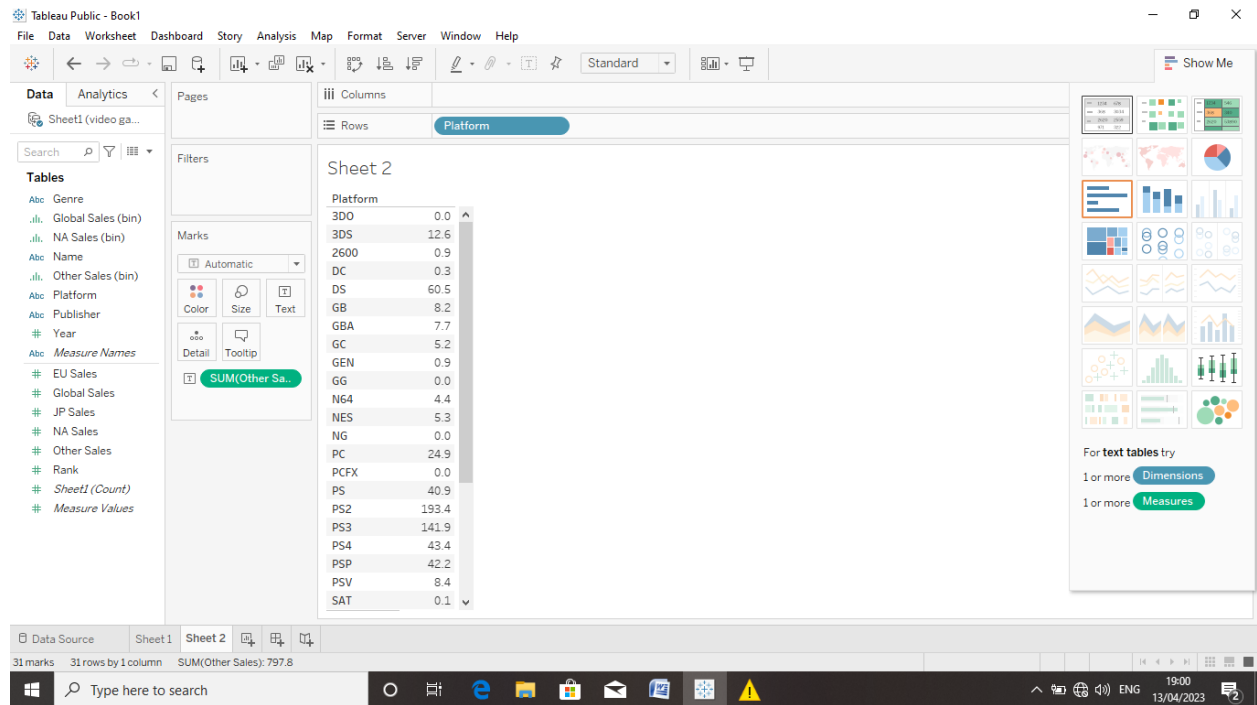 Tableau Public - Book1
File Data Worksheet Dashboard Story Analysis Map Format Server Window Help
Standard
Show Me
Data Analytics
Sheet1 (video ga...
Search
Tables
Abc Genre
Global Sales (bin)
NA Sales (bin)
Abc Name
Other Sales (bin)
Abc Platform
Abc Publisher
# Year
Abc Measure Names
# EU Sales
# Global Sales
# JP Sales
# NA Sales
# Other Sales
# Rank
# Sheet1 (Count)
# Measure Values
Pages
Filters
Marks
Automatic
Color Size Text
Detail Tooltip
SUM(Other Sa..
Columns
Rows Platform
Sheet 2
Platform
3DO 0.0
3DS 12.6
2600 0.9
DC 0.3
DS 60.5
GB 8.2
GBA 7.7
GC 5.2
GEN 0.9
GG 0.0
N64 4.4
NES 5.3
NG 0.0
PC 24.9
PCFX 0.0
PS 40.9
PS2 193.4
PS3 141.9
PS4 43.4
PSP 42.2
PSV 8.4
SAT 0.1
For text tables try
1 or more Dimensions
1 or more Measures
Data Source Sheet 1 Sheet 2
31 marks 31 rows by 1 column SUM(Other Sales): 797.8
Type here to search
ENG
19:00
13/04/2023
2